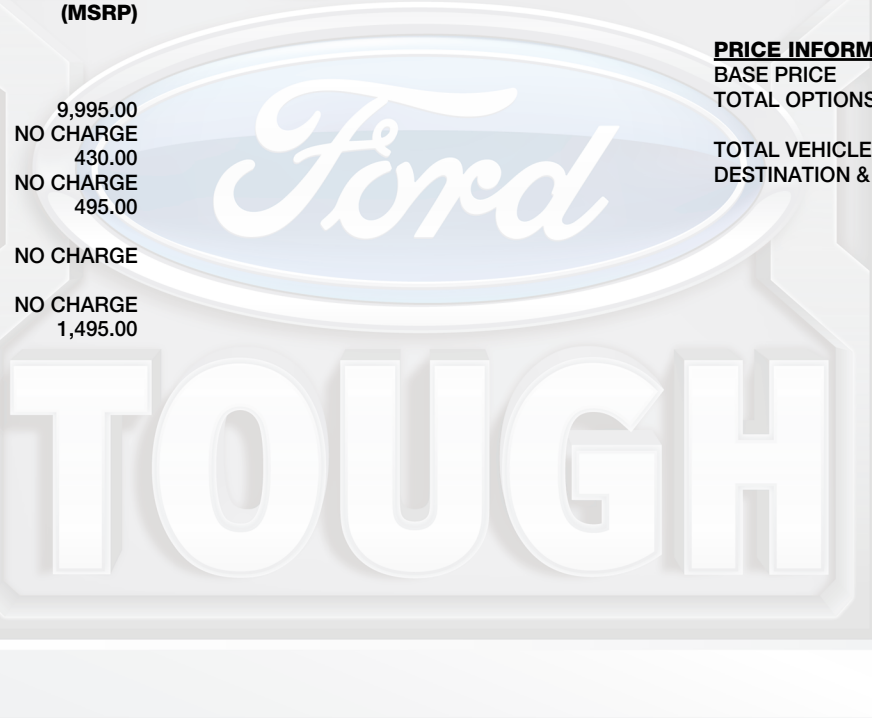 (MSRP)
9,995.00
NO CHARGE
430.00
NO CHARGE
495.00
NO CHARGE
NO CHARGE
1,495.00
PRICE INFORM
BASE PRICE
TOTAL OPTIONS
TOTAL VEHICLE
DESTINATION &
Ford
TOUGH